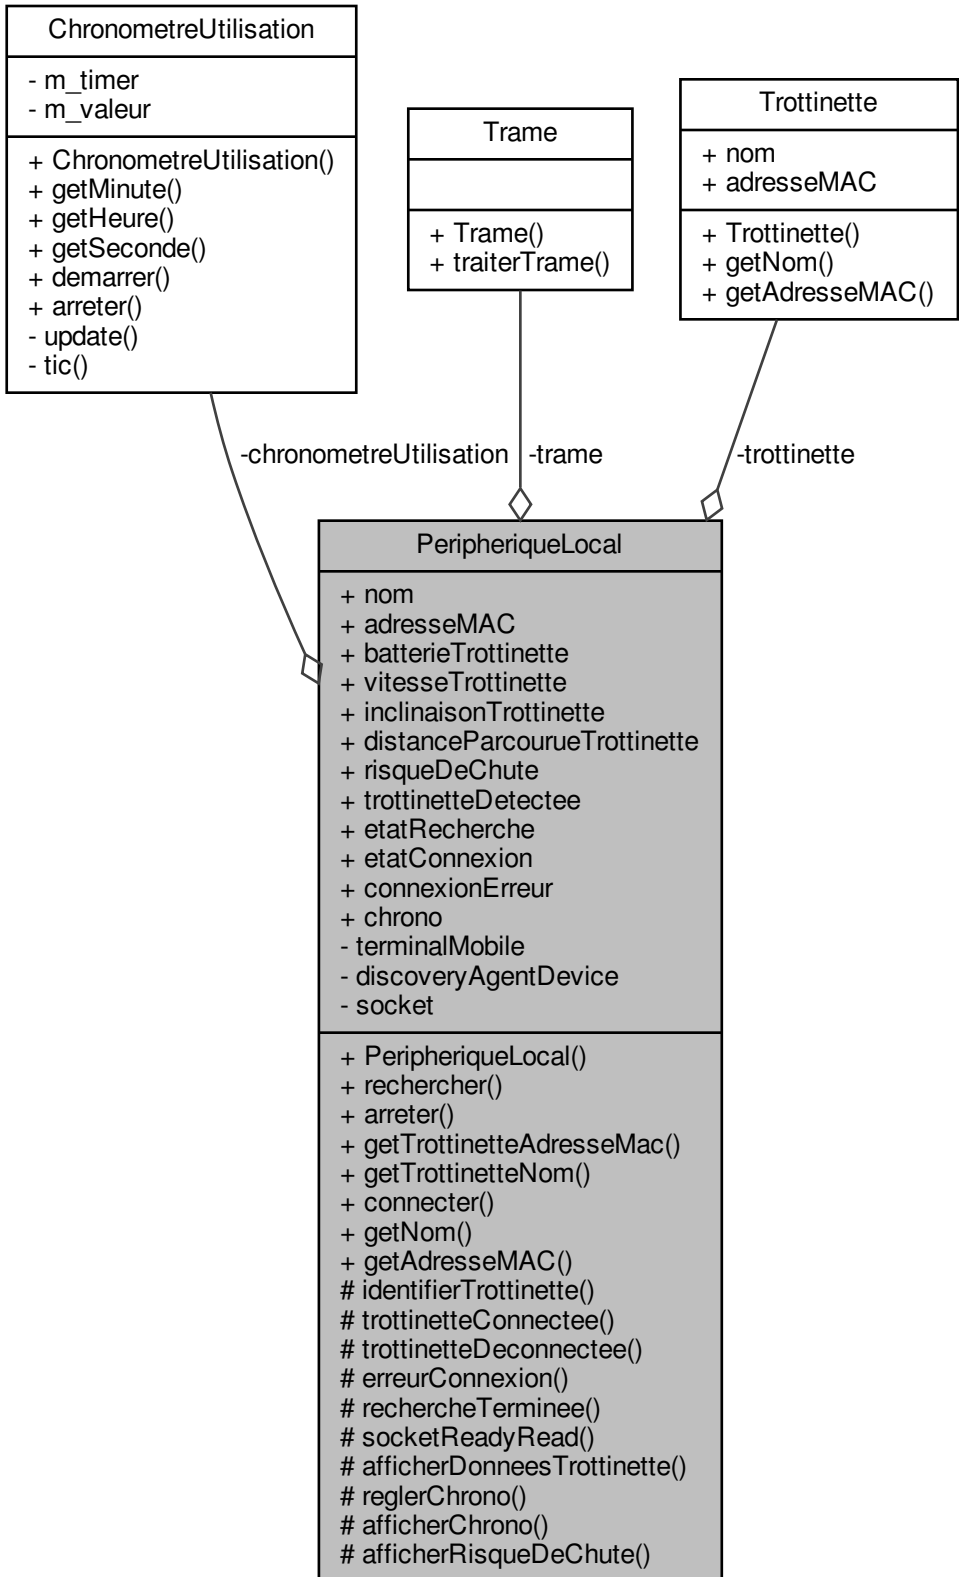 ChronometreUtilisation
- m_timer
- m_valeur
+ ChronometreUtilisation()
+ getMinute()
+ getHeure()
+ getSeconde()
+ demarrer()
+ arreter()
- update()
- tic()
Trame
+ Trame()
+ traiterTrame()
Trottinette
+ nom
+ adresseMAC
+ Trottinette()
+ getNom()
+ getAdresseMAC()
-chronometreUtilisation
-trame
-trottinette
PeripheriqueLocal
+ nom
+ adresseMAC
+ batterieTrottinette
+ vitesseTrottinette
+ inclinaisonTrottinette
+ distanceParcourueTrottinette
+ risqueDeChute
+ trottinetteDetectee
+ etatRecherche
+ etatConnexion
+ connexionErreur
+ chrono
- terminalMobile
- discoveryAgentDevice
- socket
+ PeripheriqueLocal()
+ rechercher()
+ arreter()
+ getTrottinetteAdresseMac()
+ getTrottinetteNom()
+ connecter()
+ getNom()
+ getAdresseMAC()
# identifierTrottinette()
# trottinetteConnectee()
# trottinetteDeconnectee()
# erreurConnexion()
# rechercheTerminee()
# socketReadyRead()
# afficherDonneesTrottinette()
# reglerChrono()
# afficherChrono()
# afficherRisqueDeChute()